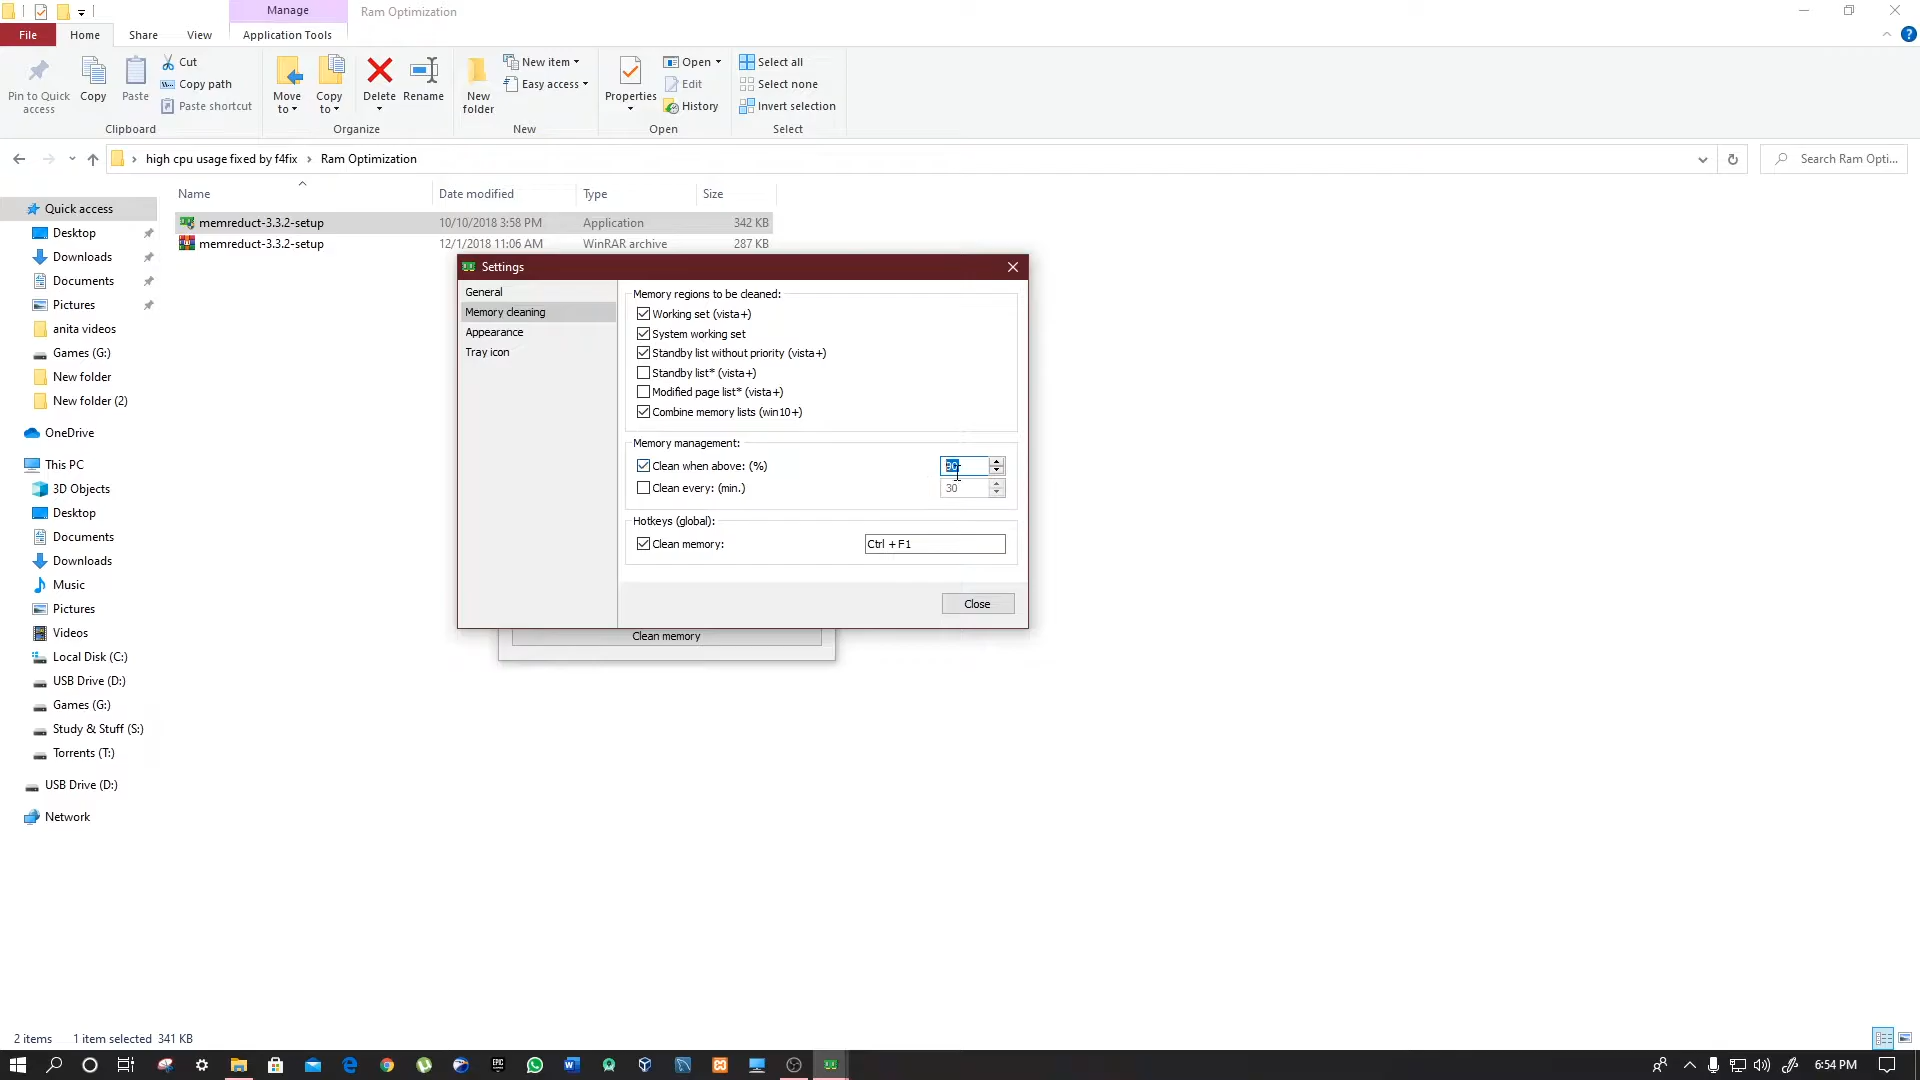 Manage
Ram Optimization
File
Home
Share
View
Application Tools
Pin to Quick access
Copy
Paste
Cut
Copy path
Paste shortcut
Clipboard
Move to
Copy to
Delete
Rename
Organize
New folder
New item
Easy access
New
Properties
Open
Edit
History
Open
Select all
Select none
Invert selection
Select
high cpu usage fixed by f4fix › Ram Optimization
Search Ram Opti...
Name
Date modified
Type
Size
memreduct-3.3.2-setup 10/10/2018 3:58 PM Application 342 KB
memreduct-3.3.2-setup 12/1/2018 11:06 AM WinRAR archive 287 KB
Quick access
Desktop
Downloads
Documents
Pictures
anita videos
Games (G:)
New folder
New folder (2)
OneDrive
This PC
3D Objects
Desktop
Documents
Downloads
Music
Pictures
Videos
Local Disk (C:)
USB Drive (D:)
Games (G:)
Study & Stuff (S:)
Torrents (T:)
USB Drive (D:)
Network
Settings
General
Memory cleaning
Appearance
Tray icon
Memory regions to be cleaned:
Working set (vista+)
System working set
Standby list without priority (vista+)
Standby list* (vista+)
Modified page list* (vista+)
Combine memory lists (win10+)
Memory management:
Clean when above: (%)
Clean every: (min.) 30
Hotkeys (global):
Clean memory: Ctrl + F1
Close
Clean memory
2 items 1 item selected 341 KB
6:54 PM